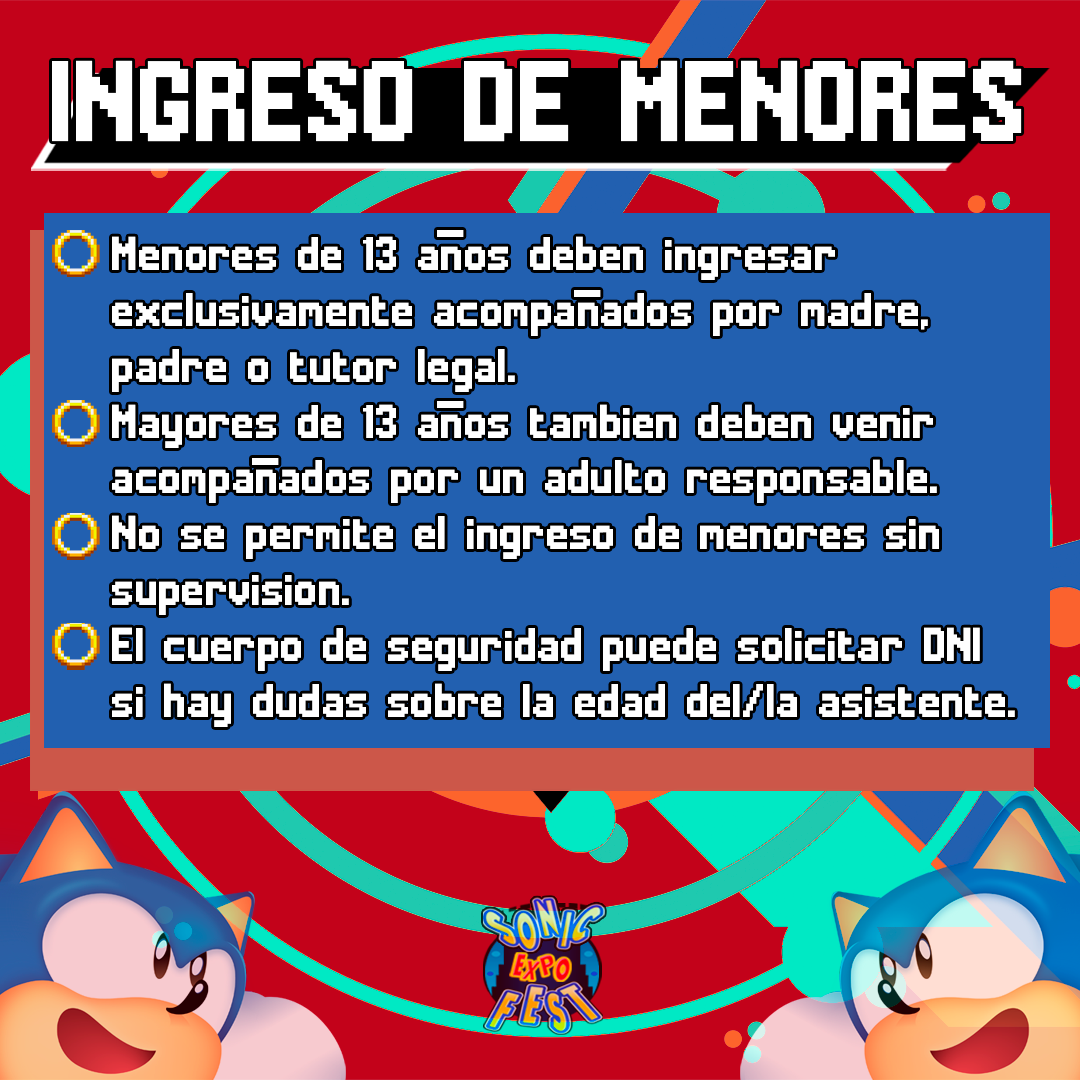 INGRESO DE MENORES
Menores de 13 años deben ingresar
exclusivamente acompañados por madre,
padre o tutor legal.
Mayores de 13 años tambien deben venir
acompañados por un adulto responsable.
No se permite el ingreso de menores sin
supervision.
El cuerpo de seguridad puede solicitar DNI
si hay dudas sobre la edad del/la asistente.
SONIC
EXPO
FEST